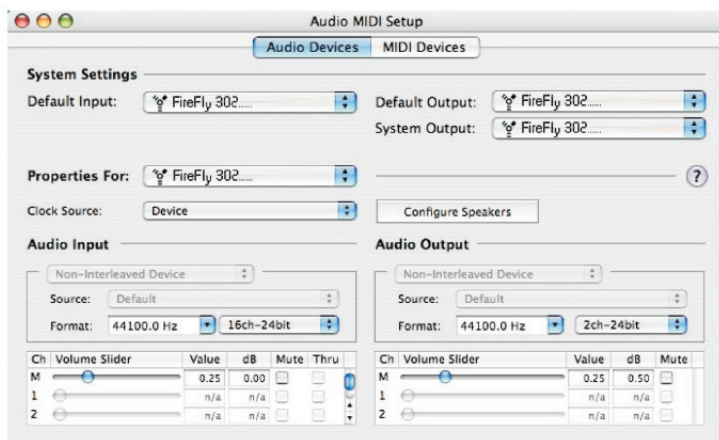 Audio MIDI Setup
Audio Devices MIDI Devices
System Settings
Default Input: FireFly 302...... Default Output: FireFly 302......
System Output: FireFly 302......
Properties For: FireFly 302...... ?
Clock Source: Device Configure Speakers
Audio Input Audio Output
Non-Interleaved Device Non-Interleaved Device
Source: Default Source: Default
Format: 44100.0 Hz 16ch-24bit Format: 44100.0 Hz 2ch-24bit
Ch Volume Slider Value dB Mute Thru Ch Volume Slider Value dB Mute
M 0.25 0.00 M 0.25 0.50
1 n/a n/a 1 n/a n/a
2 n/a n/a 2 n/a n/a